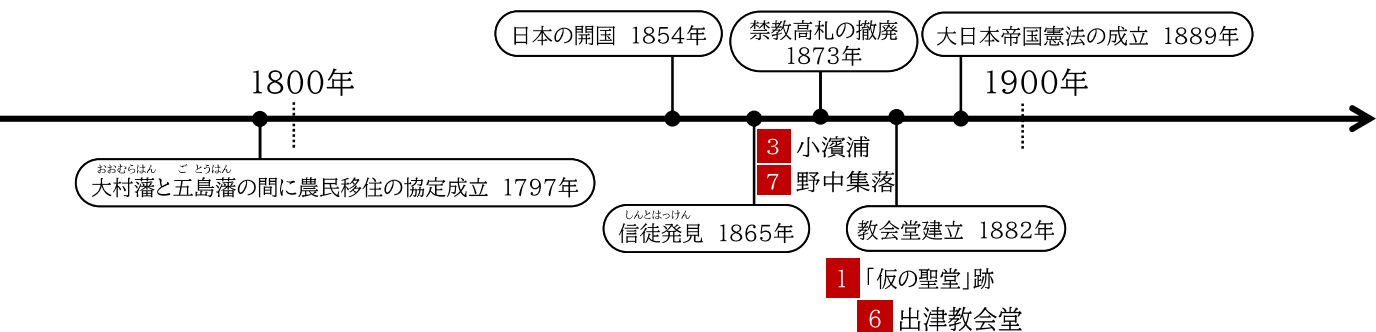 日本の開国 1854年
禁教高札の撤廃
1873年
大日本帝国憲法の成立 1889年
1800年
1900年
3 小濱浦
7 野中集落
おおむらはん ごとうはん
大村藩と五島藩の間に農民移住の協定成立 1797年
しんとはっけん
信徒発見 1865年
教会堂建立 1882年
1 「仮の聖堂」跡
6 出津教会堂